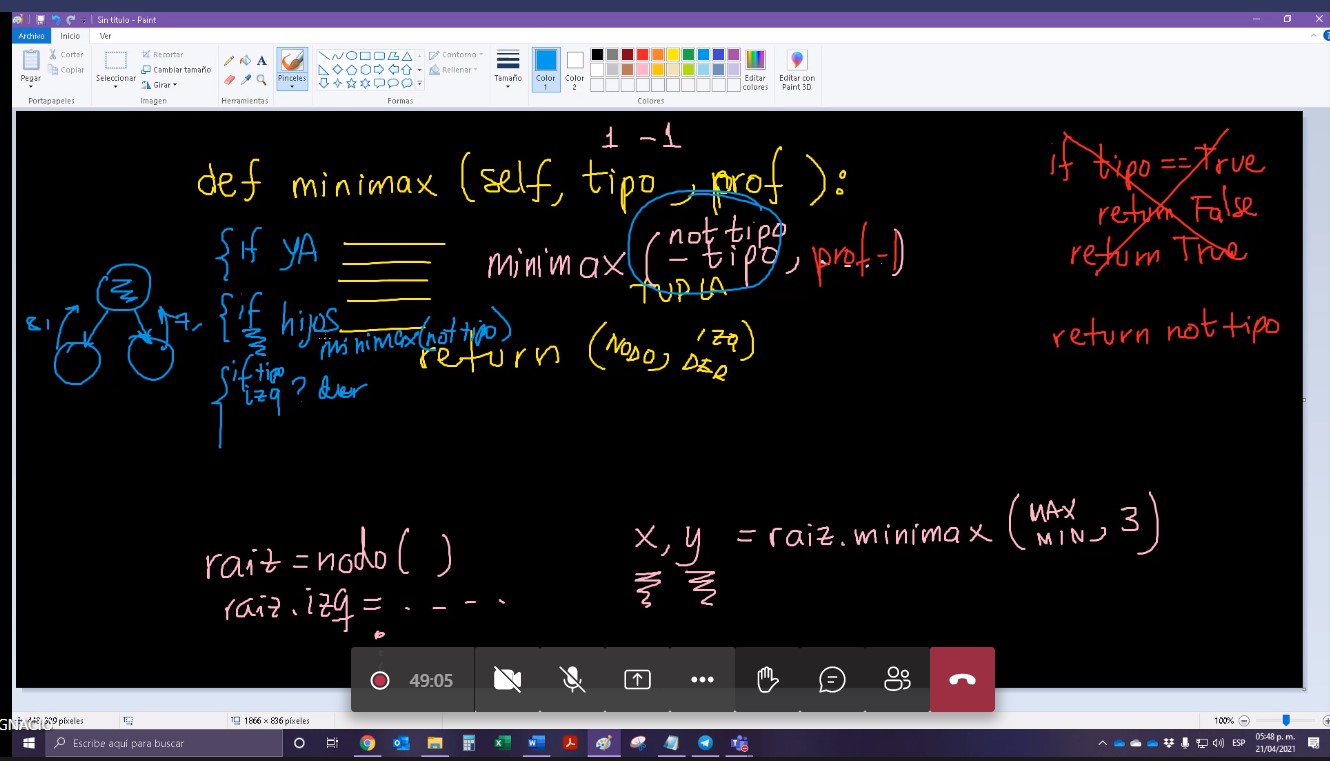 Sin título - Paint
Archivo Inicio Ver
Cortar
Copiar
Pegar
Portapapeles
Seleccionar
Recortar
Cambiar tamaño
Girar
Imagen
Herramientas
Pinceles
Formas
Contorno
Rellenar
Tamaño
Color 1
Color 2
Colores
Editar colores
Editar con Paint 3D
1 -1
def minimax (self, tipo, prof):
{if YA
minimax (not tipo
- tipo, prof-1)
TUPLA
{if hijos
minimax(not tipo)
return (NODO, IZQ
DER)
{if tipo
izq ? der
8,
7,
if tipo == True
return False
return True
return not tipo
raiz = nodo( )
raiz.izq = . - - .
x, y = raiz.minimax (MAX
MIN, 3)
49:05
GNACIO
1866 × 836 píxeles
100%
Escribe aquí para buscar
ESP
05:48 p. m.
21/04/2021